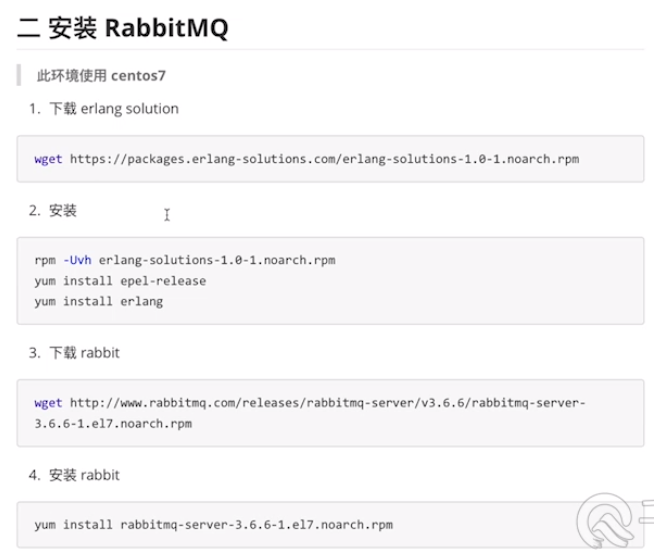 二 安装 RabbitMQ
此环境使用 centos7
1. 下载 erlang solution
wget https://packages.erlang-solutions.com/erlang-solutions-1.0-1.noarch.rpm
2. 安装
rpm -Uvh erlang-solutions-1.0-1.noarch.rpm
yum install epel-release
yum install erlang
3. 下载 rabbit
wget http://www.rabbitmq.com/releases/rabbitmq-server/v3.6.6/rabbitmq-server-
3.6.6-1.el7.noarch.rpm
4. 安装 rabbit
yum install rabbitmq-server-3.6.6-1.el7.noarch.rpm